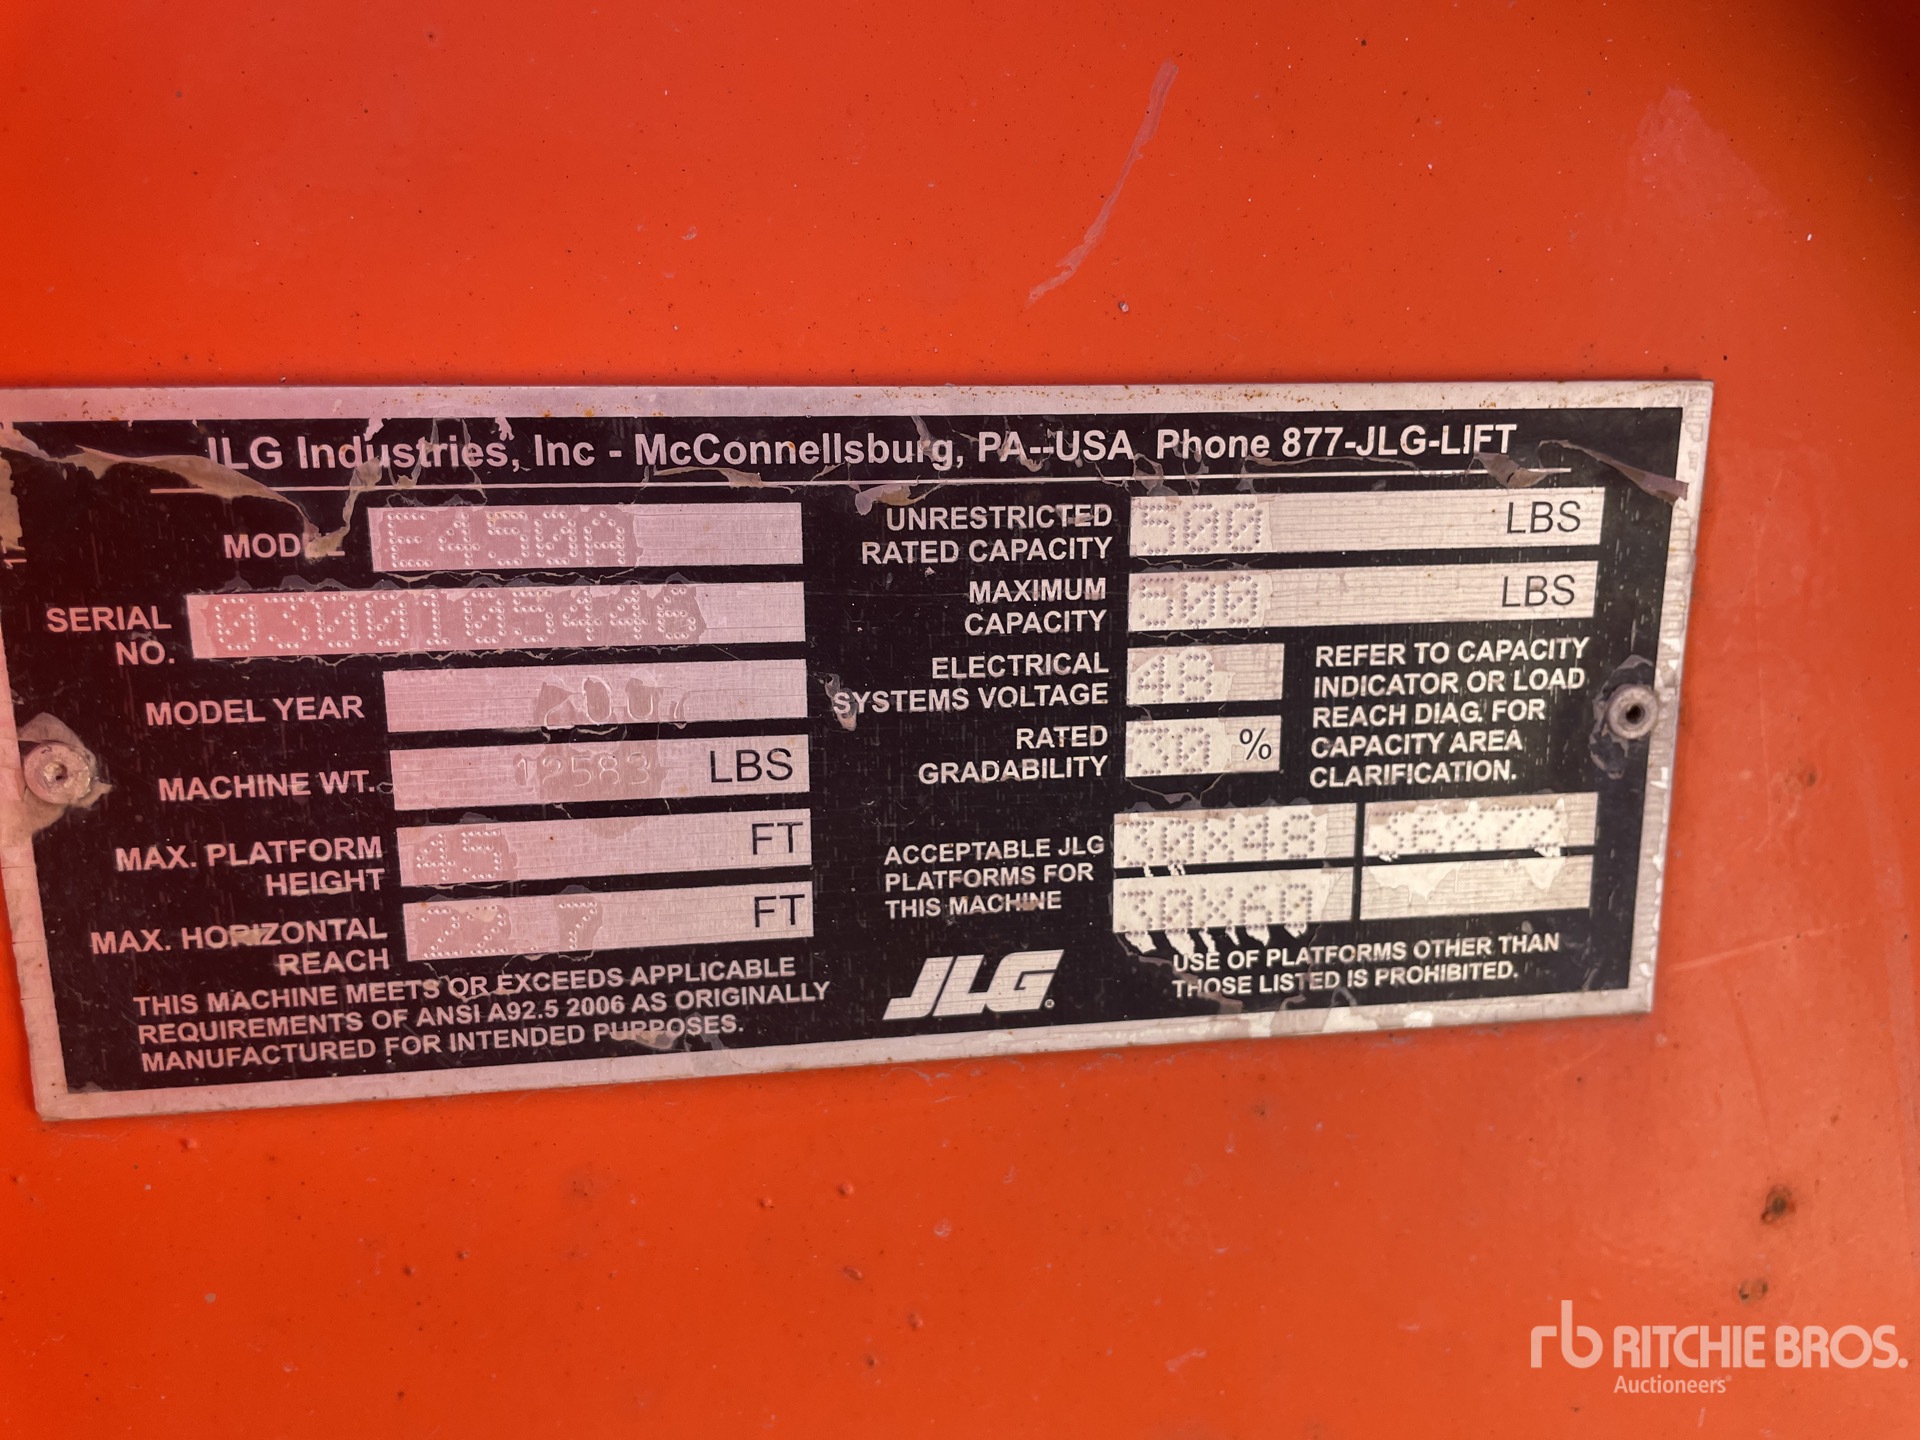 JLG Industries, Inc - McConnellsburg, PA--USA Phone 877-JLG-LIFT
MODEL E450A
SERIAL NO. 0300105446
MODEL YEAR
MACHINE WT. 12583 LBS
MAX. PLATFORM HEIGHT 45 FT
MAX. HORIZONTAL REACH 22 7 FT
THIS MACHINE MEETS OR EXCEEDS APPLICABLE
REQUIREMENTS OF ANSI A92.5 2006 AS ORIGINALLY
MANUFACTURED FOR INTENDED PURPOSES.
UNRESTRICTED
RATED CAPACITY 500 LBS
MAXIMUM
CAPACITY 500 LBS
ELECTRICAL
SYSTEMS VOLTAGE 48
RATED
GRADABILITY 30 %
REFER TO CAPACITY
INDICATOR OR LOAD
REACH DIAG. FOR
CAPACITY AREA
CLARIFICATION.
ACCEPTABLE JLG
PLATFORMS FOR
THIS MACHINE
30X48 36X72
30X60
JLG
USE OF PLATFORMS OTHER THAN
THOSE LISTED IS PROHIBITED.
rb RITCHIE BROS.
Auctioneers